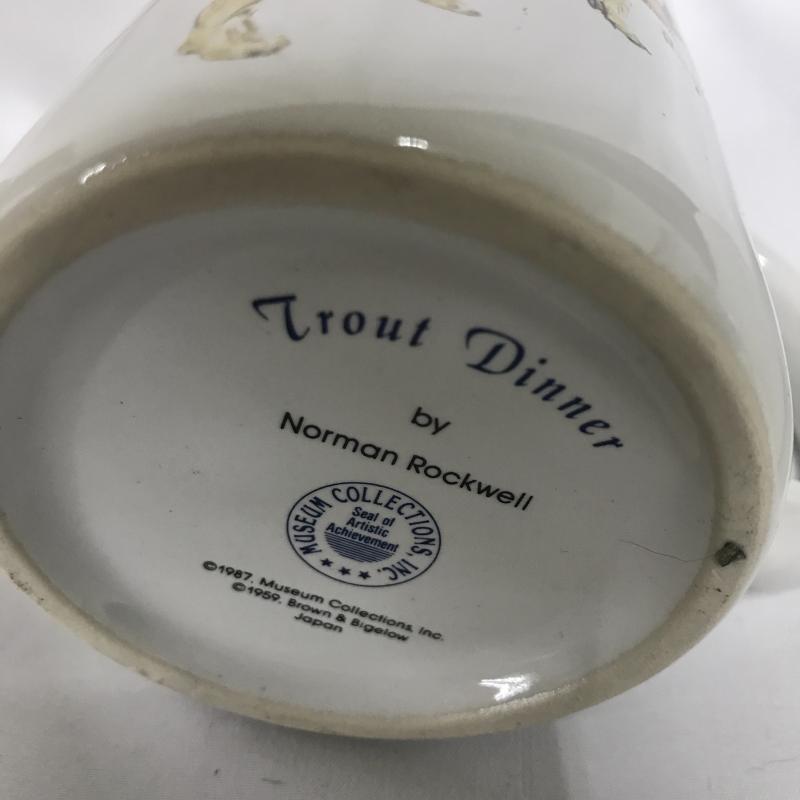 Trout Dinner
by
Norman Rockwell
MUSEUM COLLECTIONS, INC.
Seal of
Artistic
Achievement
©1987, Museum Collections, Inc.
©1959, Brown & Bigelow
Japan